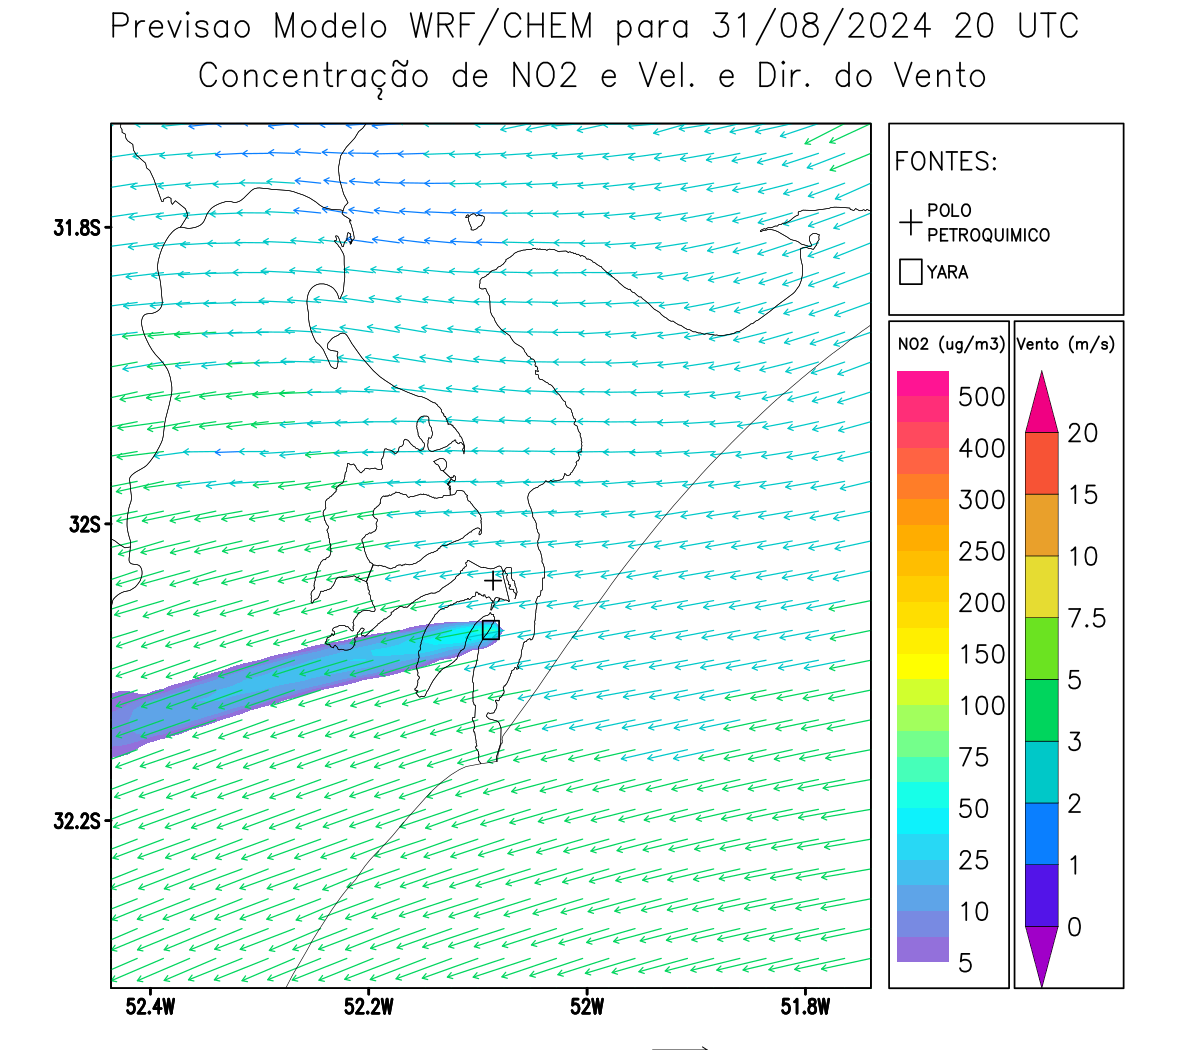 Previsao Modelo WRF/CHEM para 31/08/2024 20 UTC
Concentração de NO2 e Vel. e Dir. do Vento
FONTES:
POLO
PETROQUIMICO
YARA
NO2 (ug/m3)
500
400
300
250
200
150
100
75
50
25
10
5
Vento (m/s)
20
15
10
7.5
5
3
2
1
0
31.8S
32S
32.2S
52.4W
52.2W
52W
51.8W